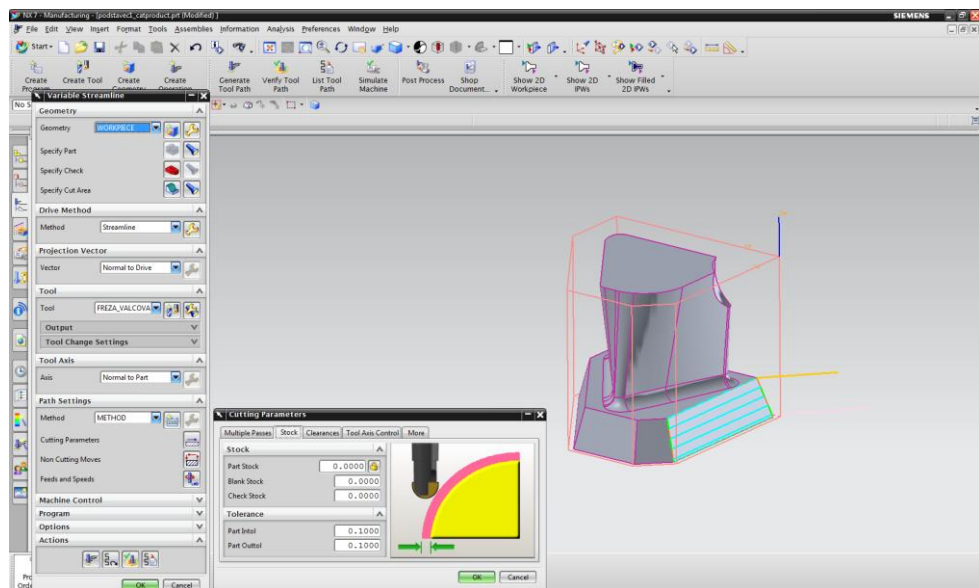 NX 7 - Manufacturing - [podstavec1_catproduct.prt (Modified) ]
SIEMENS
File Edit View Insert Format Tools Assemblies Information Analysis Preferences Window Help
Start
Create Tool
Create
Create
Generate Tool Path
Verify Tool Path
List Tool Path
Simulate Machine
Post Process
Shop Document...
Show 2D Workpiece
Show 2D IPWs
Show Filled 2D IPWs
Create
No S
Variable Streamline
Geometry
Geometry WORKPIECE
Specify Part
Specify Check
Specify Cut Area
Drive Method
Method Streamline
Projection Vector
Vector Normal to Drive
Tool
Tool FREZA_VALCOVA
Output
Tool Change Settings
Tool Axis
Axis Normal to Part
Path Settings
Method METHOD
Cutting Parameters
Non Cutting Moves
Feeds and Speeds
Machine Control
Program
Options
Actions
OK Cancel
Cutting Parameters
Multiple Passes Stock Clearances Tool Axis Control More
Stock
Part Stock 0.0000
Blank Stock 0.0000
Check Stock 0.0000
Tolerance
Part Intol 0.1000
Part Outtol 0.1000
OK Cancel